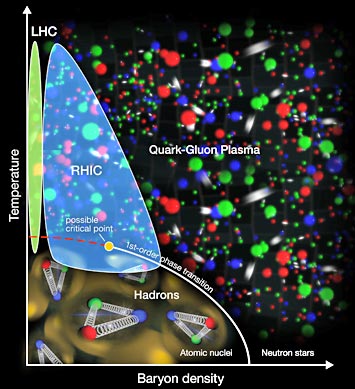 LHC
Temperature
RHIC
Quark-Gluon Plasma
possible
critical point
1st-order phase transition
Hadrons
Atomic nuclei
Neutron stars
Baryon density